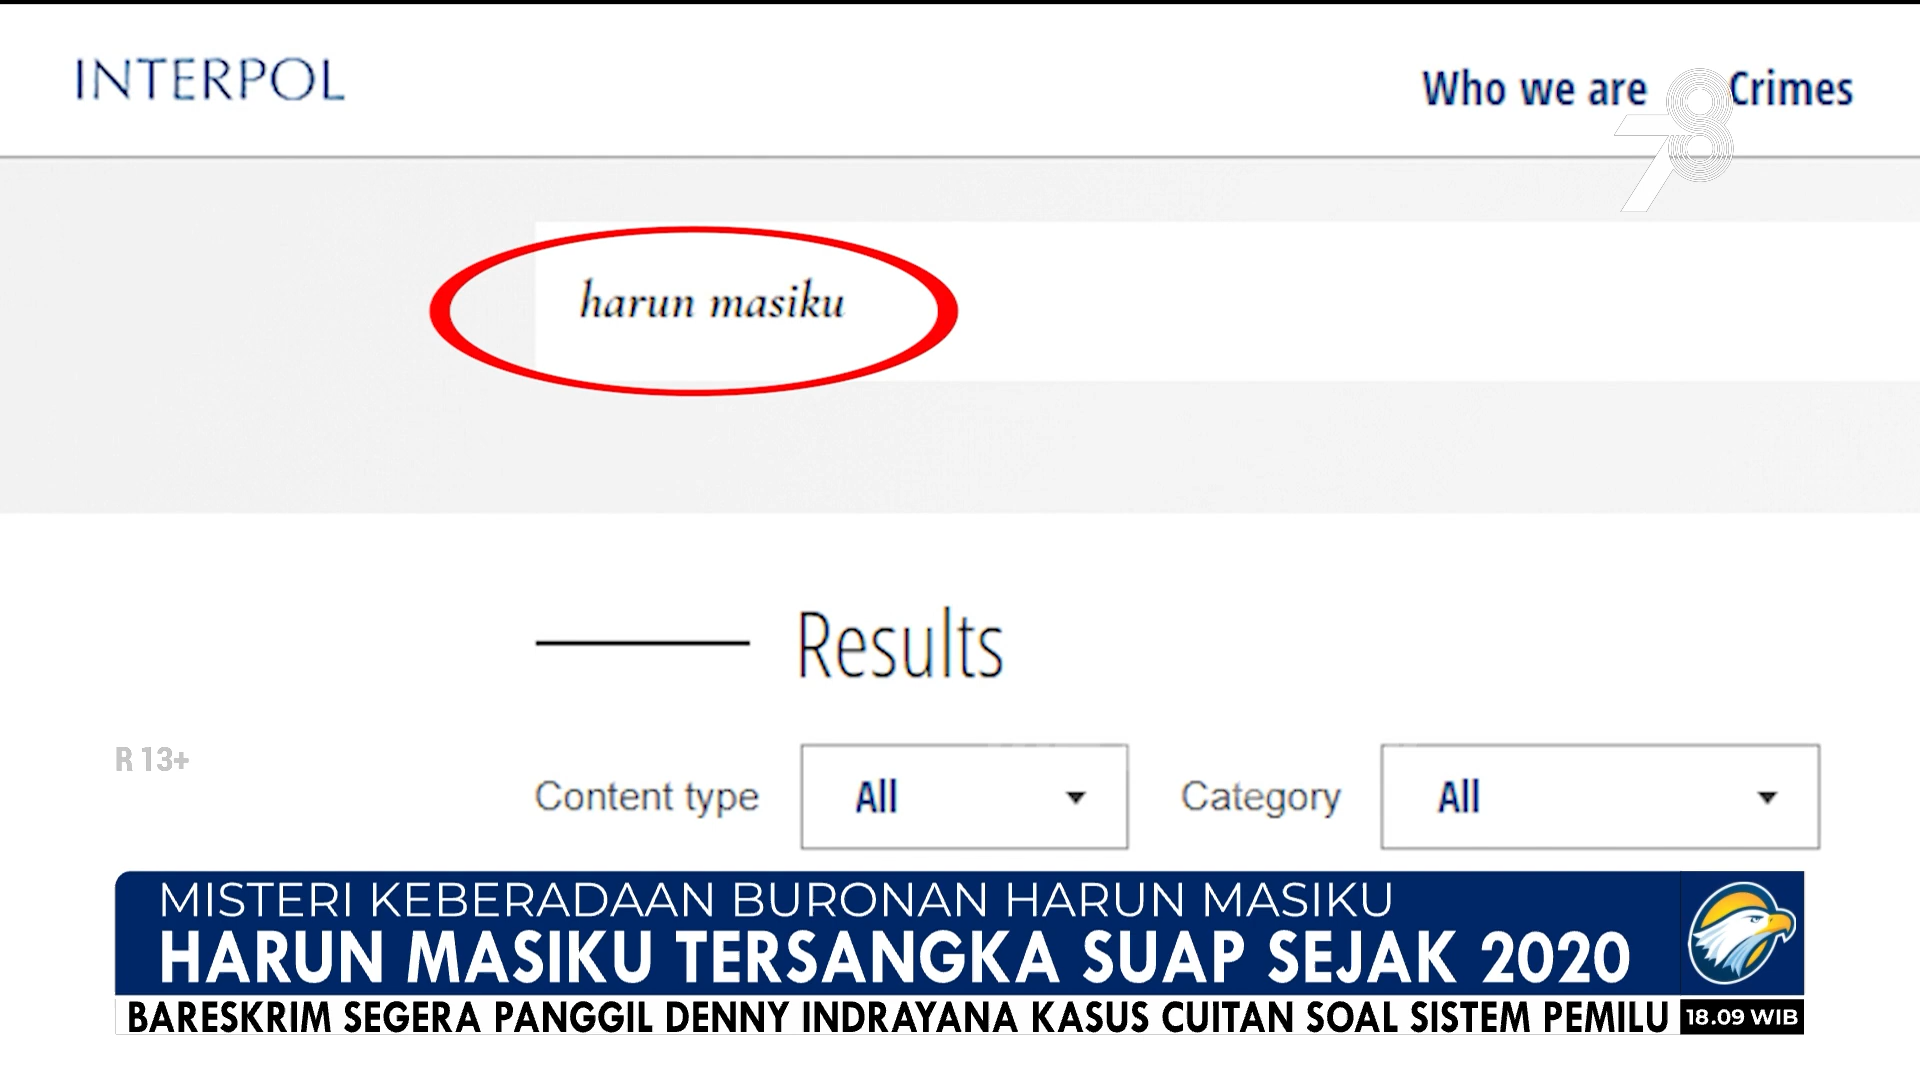 INTERPOL
Who we are
Crimes
78
harun masiku
Results
R 13+
Content type
All
Category
All
MISTERI KEBERADAAN BURONAN HARUN MASIKU
HARUN MASIKU TERSANGKA SUAP SEJAK 2020
BARESKRIM SEGERA PANGGIL DENNY INDRAYANA KASUS CUITAN SOAL SISTEM PEMILU
18.09 WIB